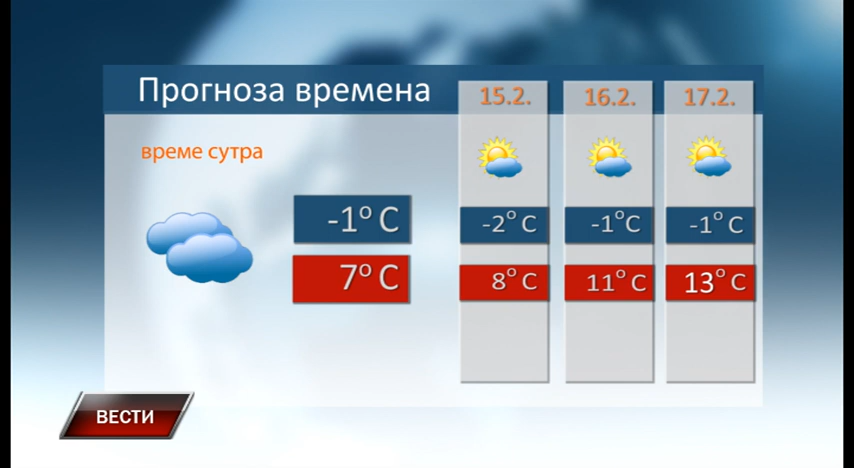 Прогноза времена
време сутра
-1° C
7° C
15.2.
-2° C
8° C
16.2.
-1°C
11° C
17.2.
-1° C
13° C
ВЕСТИ